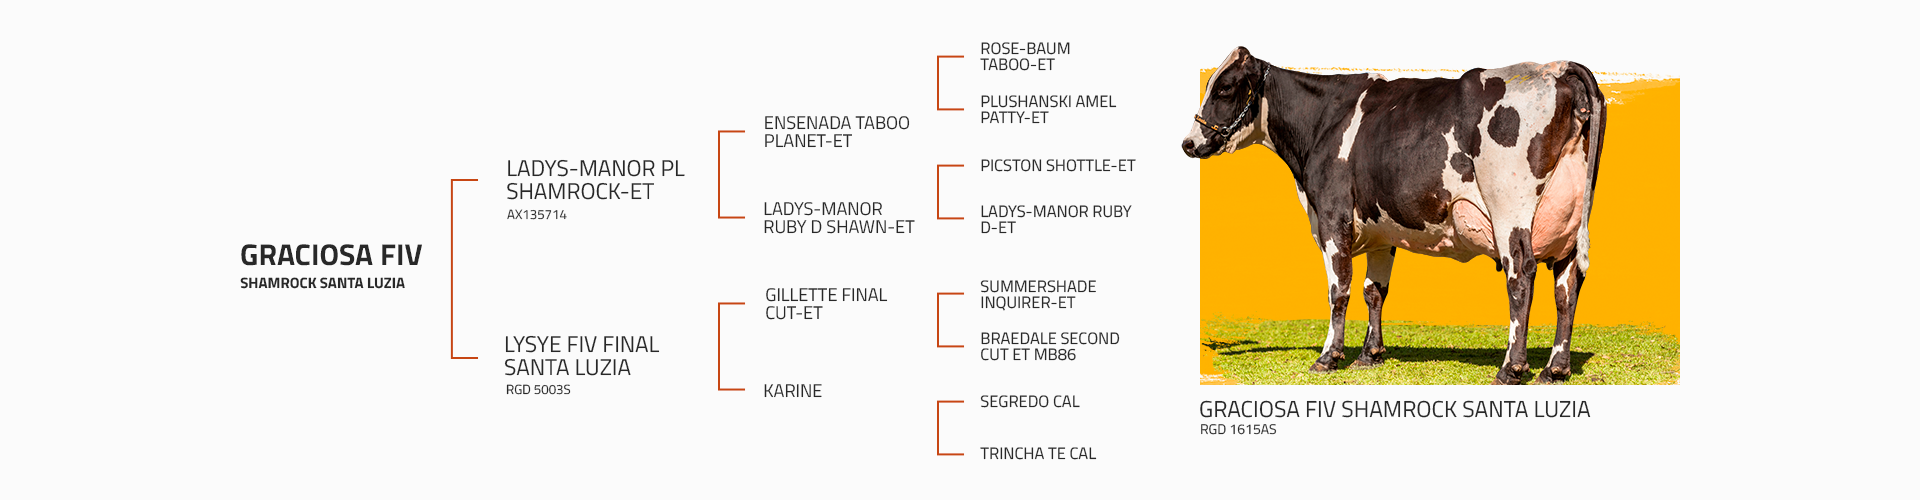 GRACIOSA FIV
SHAMROCK SANTA LUZIA
LADYS-MANOR PL
SHAMROCK-ET
AX135714
LYSYE FIV FINAL
SANTA LUZIA
RGD 5003S
ENSENADA TABOO
PLANET-ET
LADYS-MANOR
RUBY D SHAWN-ET
GILLETTE FINAL
CUT-ET
KARINE
ROSE-BAUM
TABOO-ET
PLUSHANSKI AMEL
PATTY-ET
PICSTON SHOTTLE-ET
LADYS-MANOR RUBY
D-ET
SUMMERSHADE
INQUIRER-ET
BRAEDALE SECOND
CUT ET MB86
SEGREDO CAL
TRINCHA TE CAL
GRACIOSA FIV SHAMROCK SANTA LUZIA
RGD 1615AS